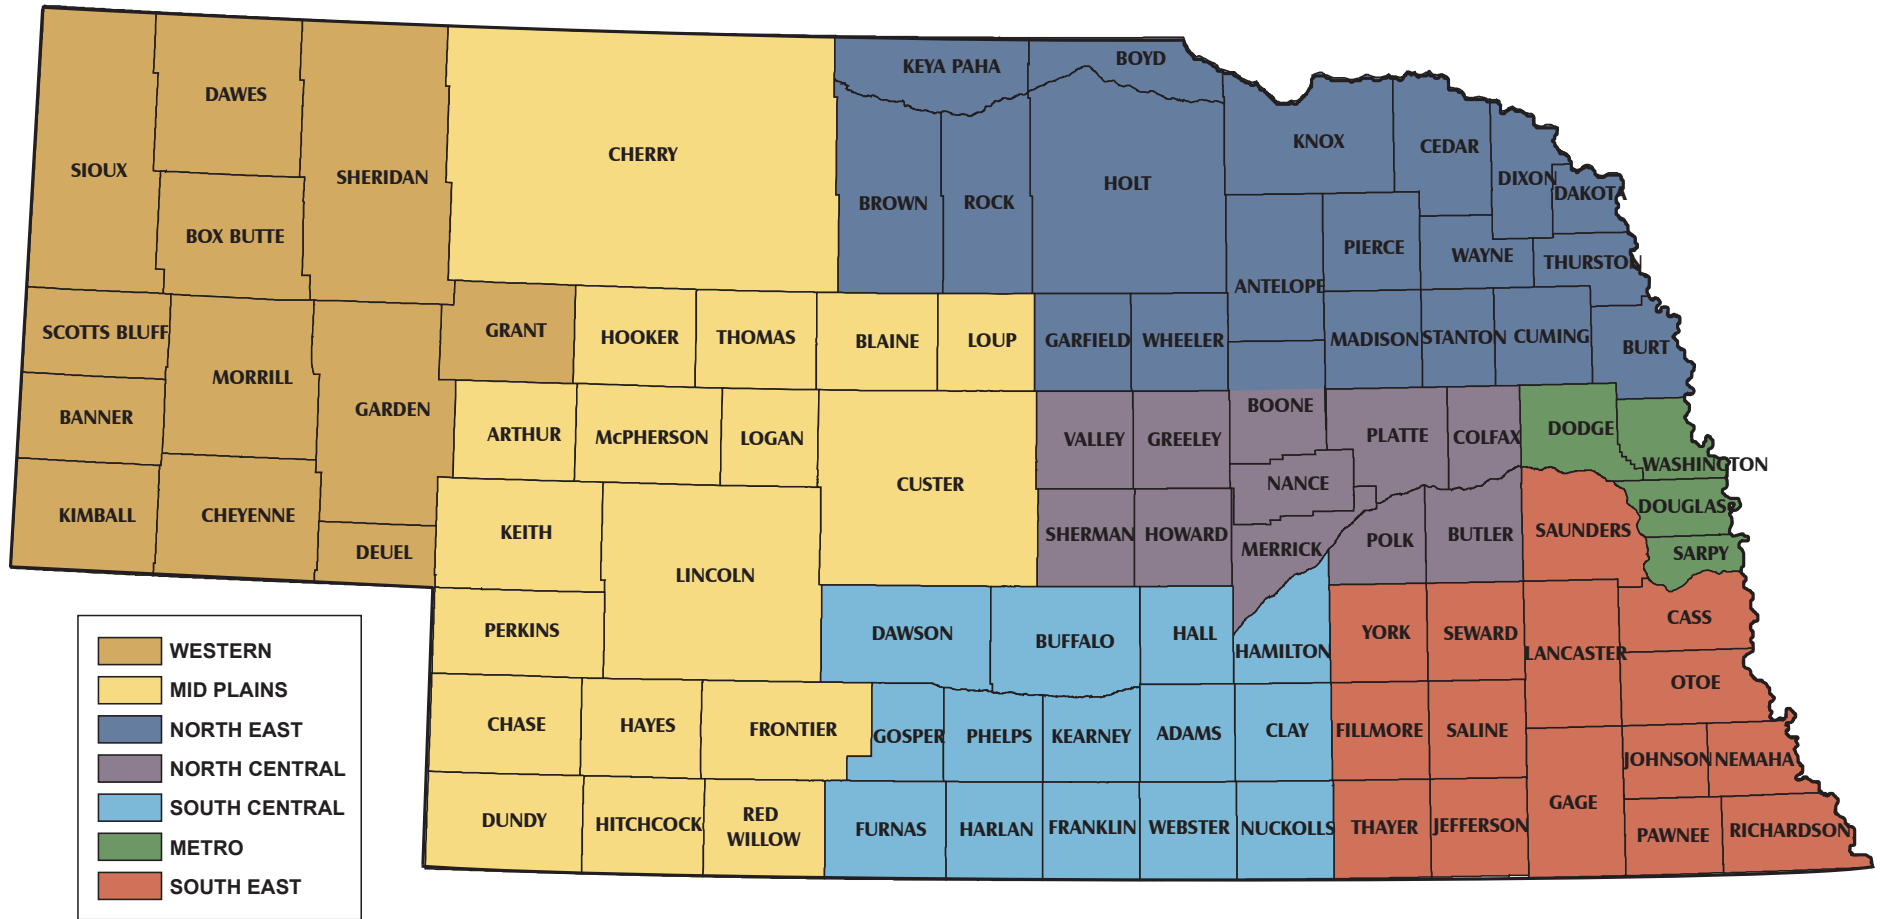 KEYA PAHA
BOYD
DAWES
CHERRY
KNOX
CEDAR
SIOUX
SHERIDAN
HOLT
DIXON
DAKOTA
BROWN
ROCK
BOX BUTTE
PIERCE
WAYNE
THURSTON
ANTELOPE
SCOTTS BLUFF
GRANT
HOOKER
THOMAS
BLAINE
LOUP
GARFIELD
WHEELER
MADISON
STANTON
CUMING
BURT
MORRILL
BANNER
GARDEN
ARTHUR
McPHERSON
LOGAN
VALLEY
GREELEY
BOONE
PLATTE
COLFAX
DODGE
WASHINGTON
CUSTER
NANCE
KIMBALL
CHEYENNE
DEUEL
KEITH
LINCOLN
SHERMAN
HOWARD
MERRICK
POLK
BUTLER
SAUNDERS
DOUGLAS
SARPY
PERKINS
DAWSON
BUFFALO
HALL
HAMILTON
YORK
SEWARD
LANCASTER
CASS
OTOE
CHASE
HAYES
FRONTIER
GOSPER
PHELPS
KEARNEY
ADAMS
CLAY
FILLMORE
SALINE
JOHNSON
NEMAHA
DUNDY
HITCHCOCK
RED
WILLOW
FURNAS
HARLAN
FRANKLIN
WEBSTER
NUCKOLLS
THAYER
JEFFERSON
GAGE
PAWNEE
RICHARDSON
WESTERN
MID PLAINS
NORTH EAST
NORTH CENTRAL
SOUTH CENTRAL
METRO
SOUTH EAST